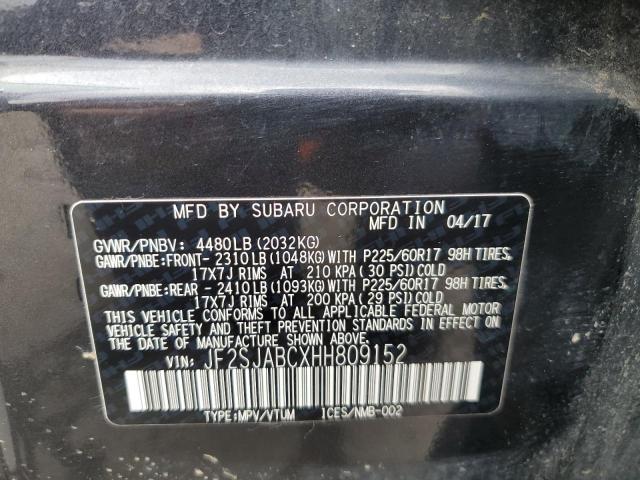 MFD BY SUBARU CORPORATION
MFD IN 04/17
GVWR/PNBV: 4480LB(2032KG)
GAWR/PNBE:FRONT- 2310LB(1048KG)WITH P225/60R17 98H TIRES,
17X7J RIMS AT 210 KPA(30 PSI)COLD
GAWR/PNBE:REAR - 2410LB(1093KG)WITH P225/60R17 98H TIRES,
17X7J RIMS AT 200 KPA(29 PSI)COLD
THIS VEHICLE CONFORMS TO ALL APPLICABLE FEDERAL MOTOR
VEHICLE SAFETY AND THEFT PREVENTION STANDARDS IN EFFECT
ON THE DATE OF MANUFACTURE SHOWN ABOVE.
VIN: JF2SJABCXHH809152
TYPE:MPV/VTUM ICES/NMB-002